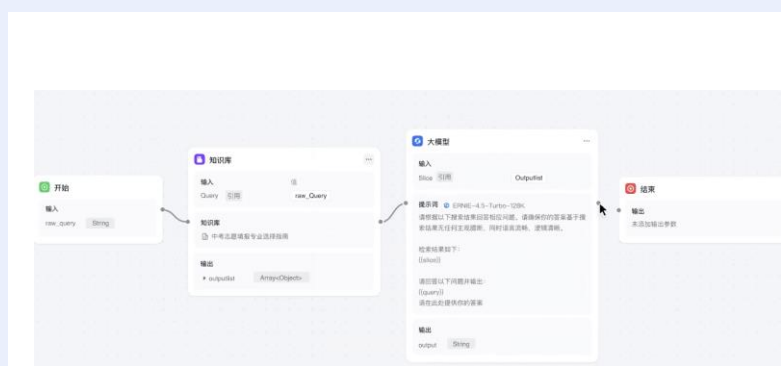 开始
输入
raw_query String
知识库
输入 值
Query 引用 raw_Query
知识库
中考志愿填报专业选择指南
输出
outputlist Array<Object>
大模型
输入
Slice 引用 Outputlist
提示词 ERNIE-4.5-Turbo-128K
请根据以下搜索结果回答相应问题。请确保你的答案基于搜
索结果无任何主观臆断、同时语言流畅、逻辑清晰。
检索结果如下:
{{slice}}
请回答以下问题并输出:
{{query}}
请在此处提供你的答案
输出
output String
结束
输出
未添加输出参数